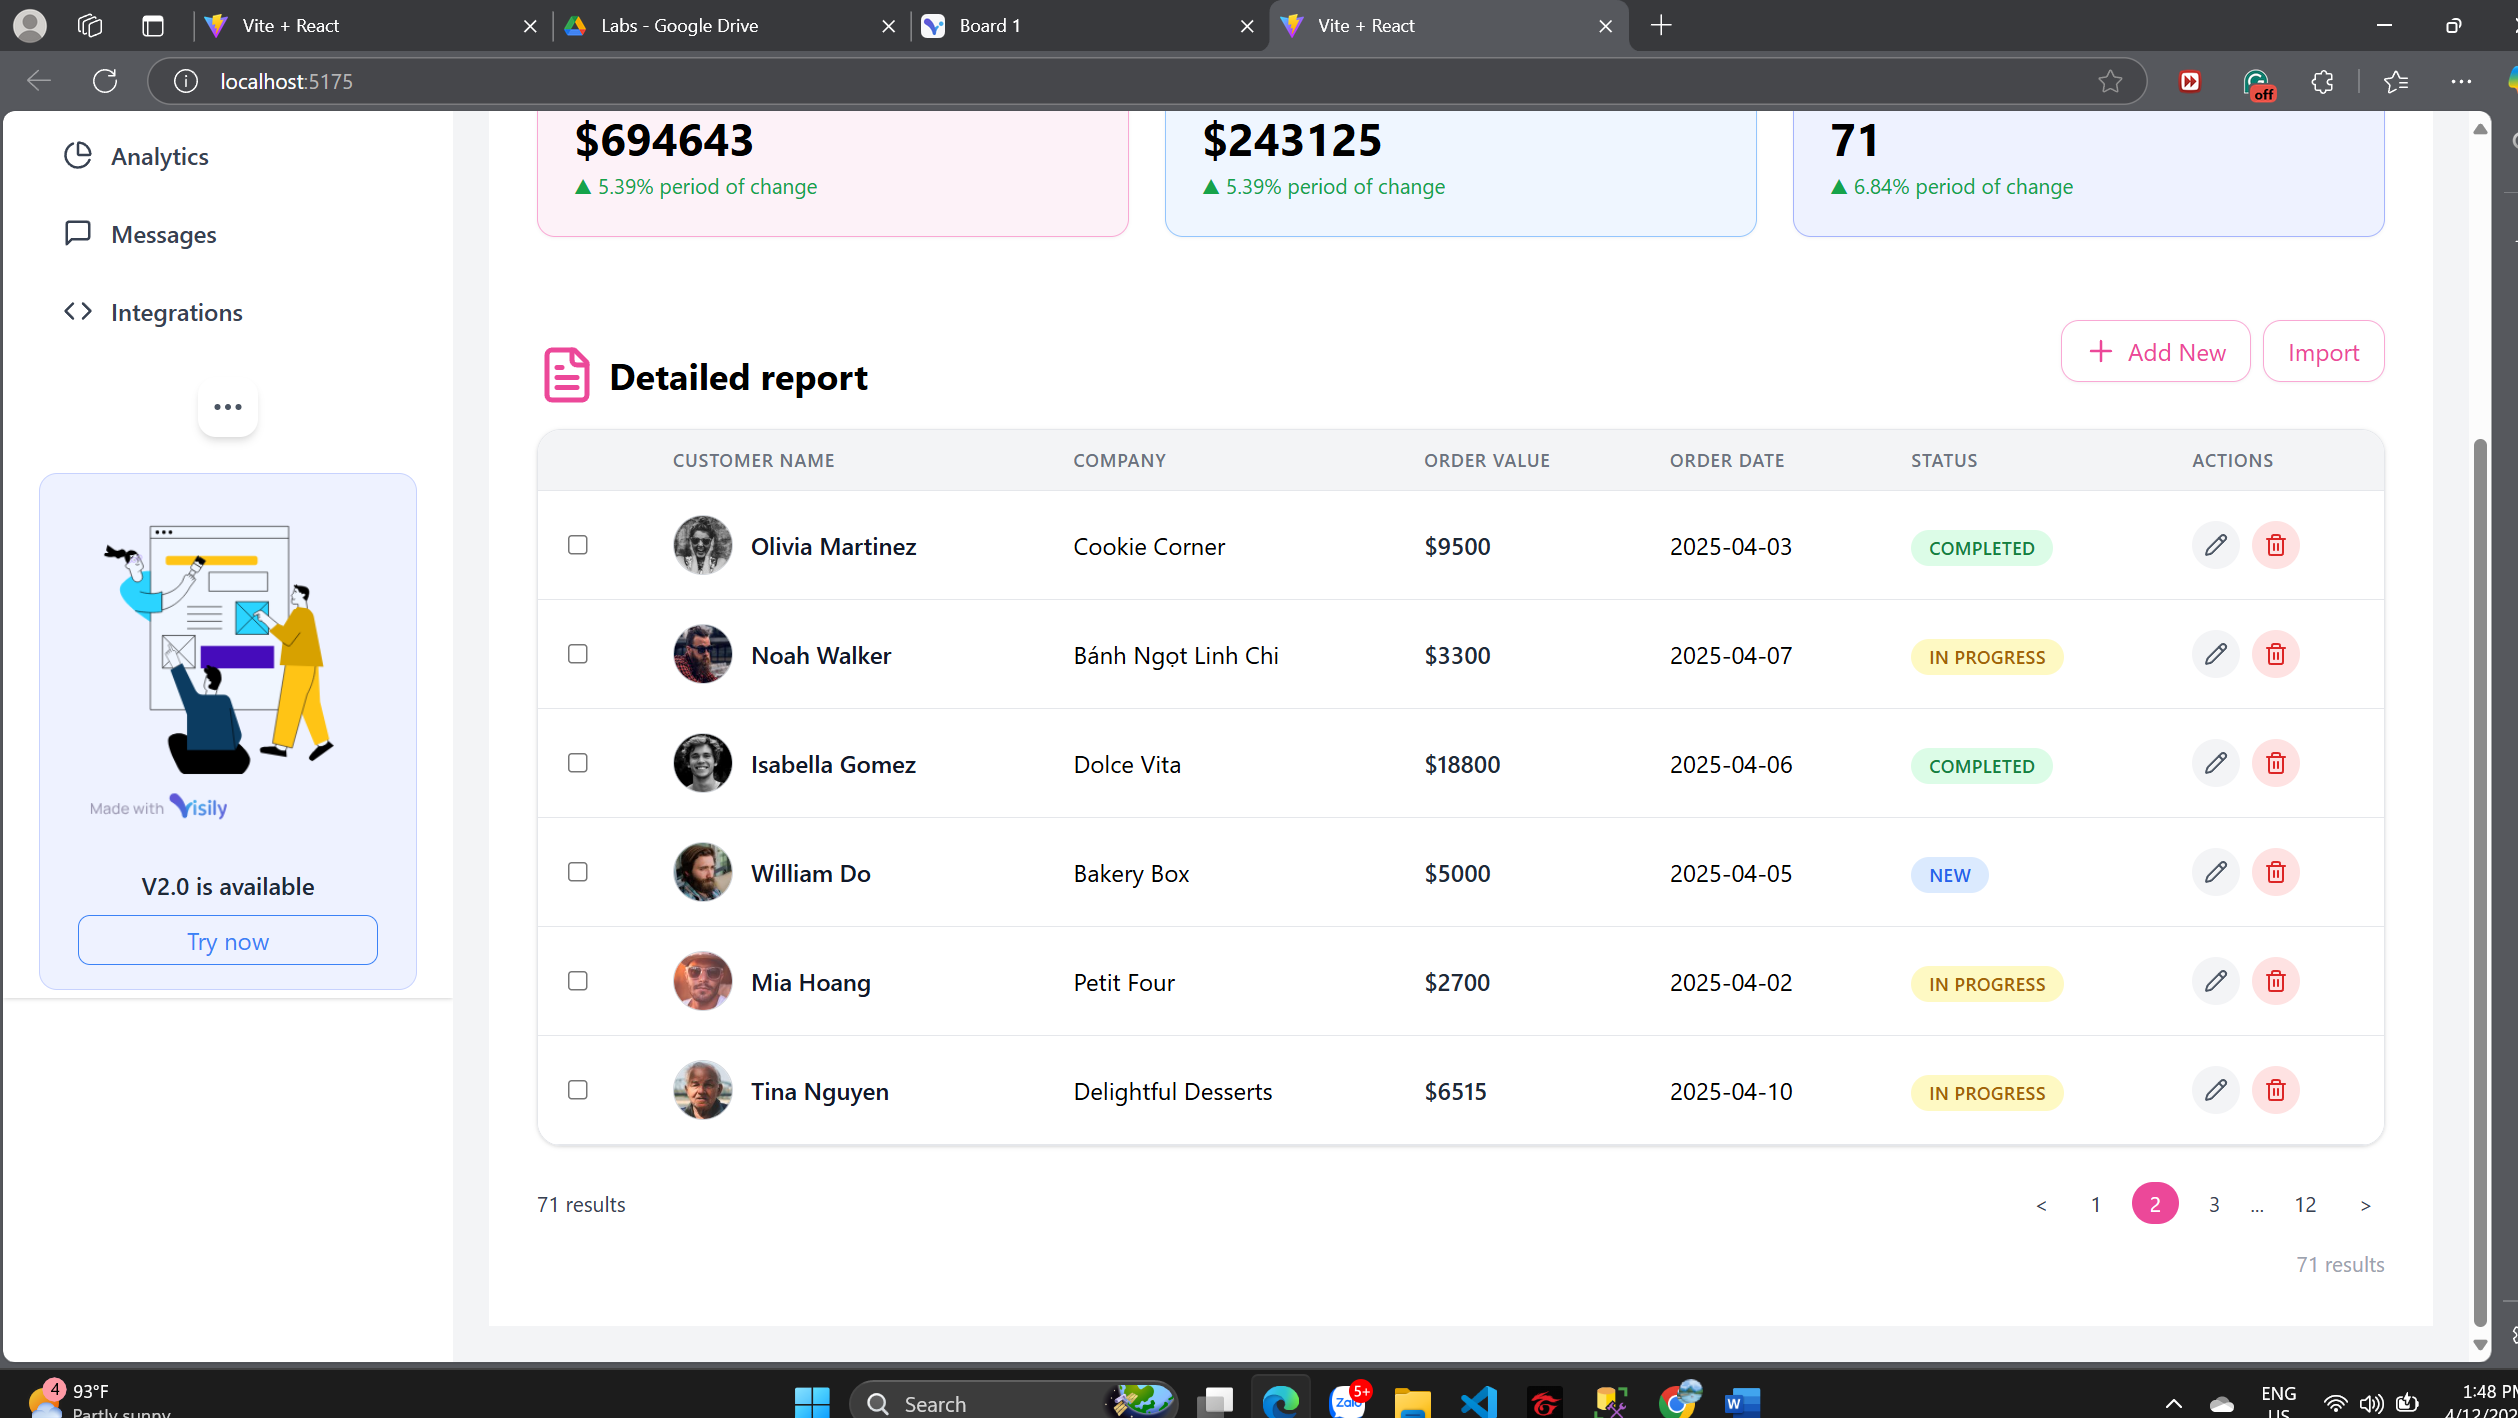 Vite + React
Labs - Google Drive
Board 1
Vite + React
localhost:5175
off
Analytics
Messages
Integrations
Made with Visily
V2.0 is available
Try now
$694643
▲ 5.39% period of change
$243125
▲ 5.39% period of change
71
▲ 6.84% period of change
Detailed report
Add New
Import
CUSTOMER NAME COMPANY ORDER VALUE ORDER DATE STATUS ACTIONS
Olivia Martinez Cookie Corner $9500 2025-04-03 COMPLETED
Noah Walker Bánh Ngọt Linh Chi $3300 2025-04-07 IN PROGRESS
Isabella Gomez Dolce Vita $18800 2025-04-06 COMPLETED
William Do Bakery Box $5000 2025-04-05 NEW
Mia Hoang Petit Four $2700 2025-04-02 IN PROGRESS
Tina Nguyen Delightful Desserts $6515 2025-04-10 IN PROGRESS
71 results
< 1 2 3 ... 12 >
71 results
4
93°F
Partly sunny
Search
Zalo
5+
W
ENG
US
1:48 PM
4/12/202